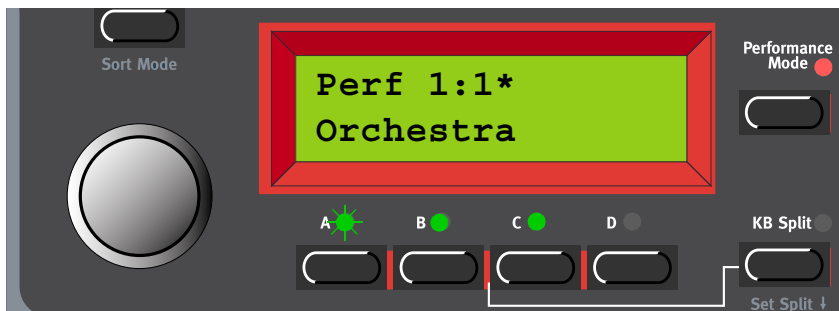 Sort Mode
Perf 1:1*
Orchestra
Performance
Mode
A
B
C
D
KB Split
Set Split ↓